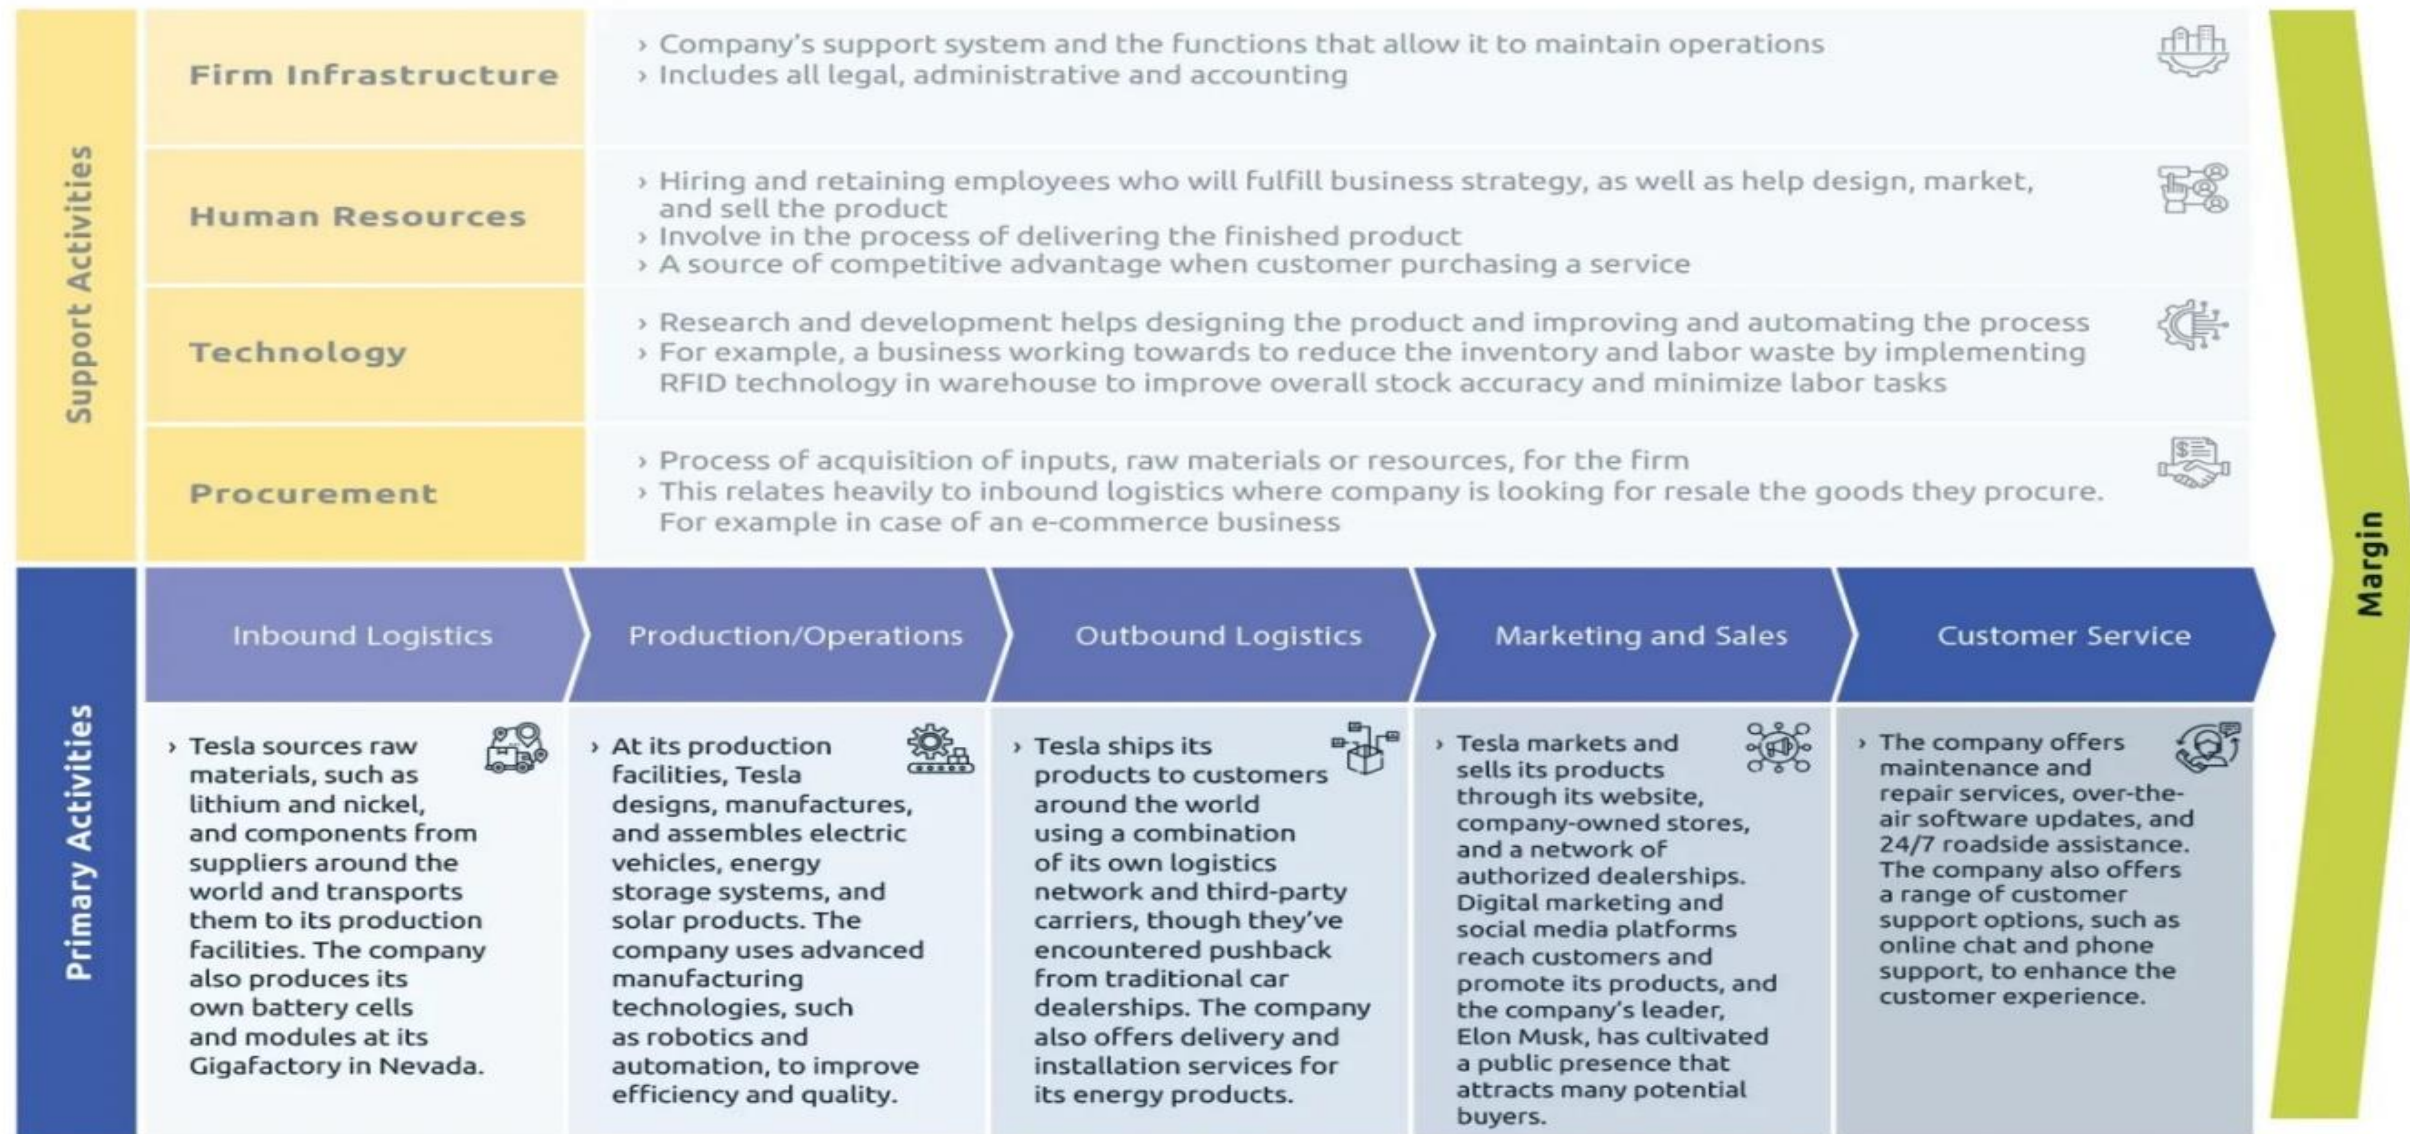 Support Activities
Firm Infrastructure
› Company's support system and the functions that allow it to maintain operations
› Includes all legal, administrative and accounting
Human Resources
› Hiring and retaining employees who will fulfill business strategy, as well as help design, market,
and sell the product
› Involve in the process of delivering the finished product
› A source of competitive advantage when customer purchasing a service
Technology
› Research and development helps designing the product and improving and automating the process
› For example, a business working towards to reduce the inventory and labor waste by implementing
RFID technology in warehouse to improve overall stock accuracy and minimize labor tasks
Procurement
› Process of acquisition of inputs, raw materials or resources, for the firm
› This relates heavily to inbound logistics where company is looking for resale the goods they procure.
For example in case of an e-commerce business
Margin
Primary Activities
Inbound Logistics
› Tesla sources raw
materials, such as
lithium and nickel,
and components from
suppliers around the
world and transports
them to its production
facilities. The company
also produces its
own battery cells
and modules at its
Gigafactory in Nevada.
Production/Operations
› At its production
facilities, Tesla
designs, manufactures,
and assembles electric
vehicles, energy
storage systems, and
solar products. The
company uses advanced
manufacturing
technologies, such
as robotics and
automation, to improve
efficiency and quality.
Outbound Logistics
› Tesla ships its
products to customers
around the world
using a combination
of its own logistics
network and third-party
carriers, though they've
encountered pushback
from traditional car
dealerships. The company
also offers delivery and
installation services for
its energy products.
Marketing and Sales
› Tesla markets and
sells its products
through its website,
company-owned stores,
and a network of
authorized dealerships.
Digital marketing and
social media platforms
reach customers and
promote its products, and
the company's leader,
Elon Musk, has cultivated
a public presence that
attracts many potential
buyers.
Customer Service
› The company offers
maintenance and
repair services, over-the-
air software updates, and
24/7 roadside assistance.
The company also offers
a range of customer
support options, such as
online chat and phone
support, to enhance the
customer experience.